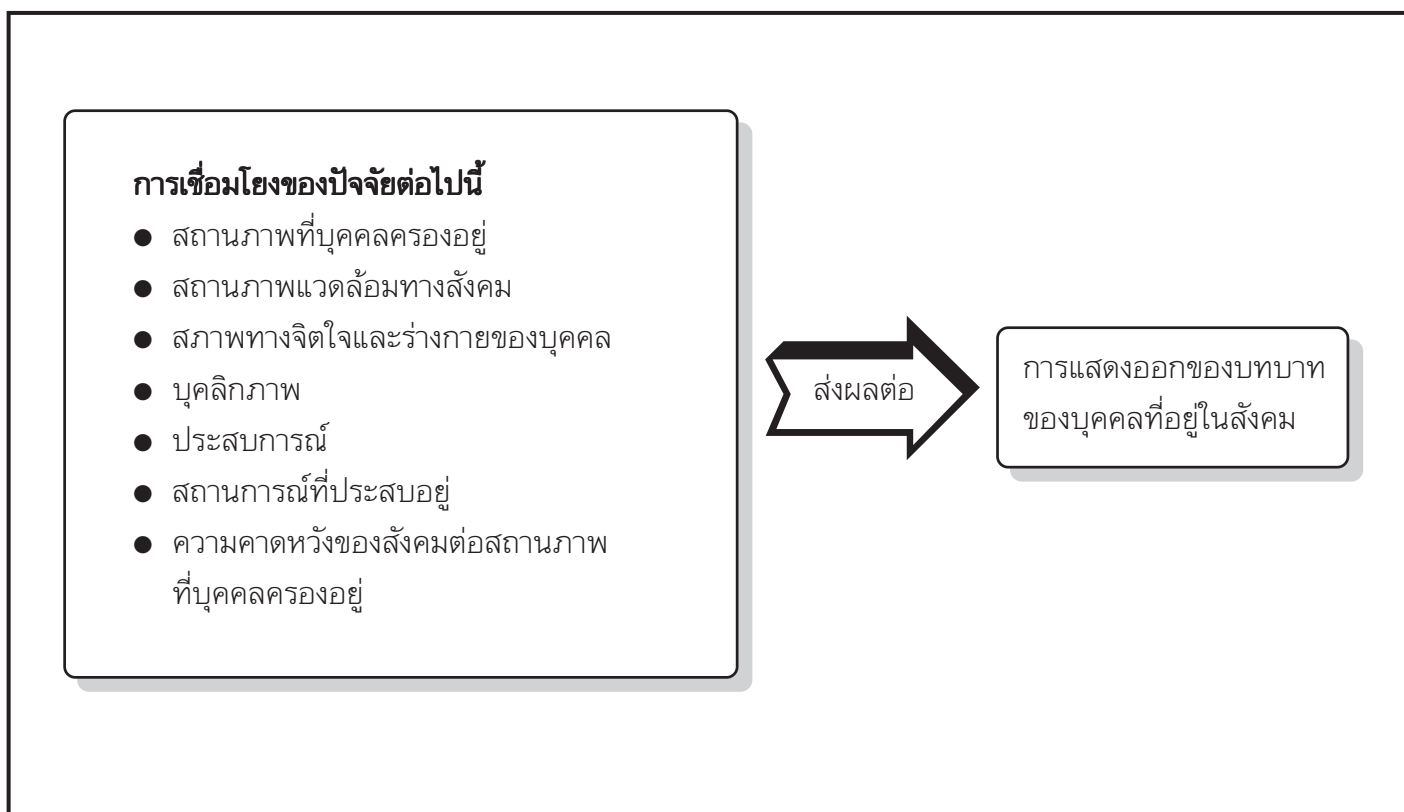 การเชื่อมโยงของปัจจัยต่อไปนี้
● สถานภาพที่บุคคลครองอยู่
● สถานภาพแวดล้อมทางสังคม
● สภาพทางจิตใจและร่างกายของบุคคล
● บุคลิกภาพ
● ประสบการณ์
● สถานการณ์ที่ประสบอยู่
● ความคาดหวังของสังคมต่อสถานภาพ
ที่บุคคลครองอยู่
ส่งผลต่อ
การแสดงออกของบทบาท
ของบุคคลที่อยู่ในสังคม